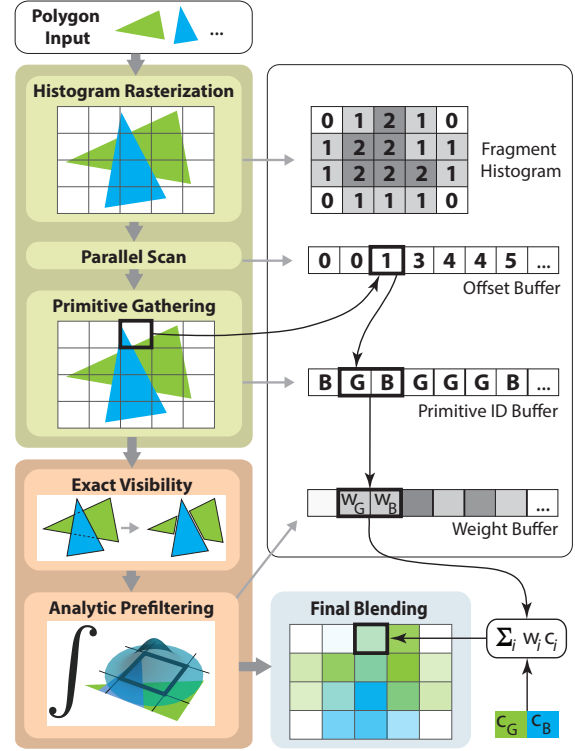 Polygon
Input ...
Histogram Rasterization
0 1 2 1 0
1 2 2 1 1
1 2 2 2 1
0 1 1 1 0
Fragment
Histogram
Parallel Scan
0 0 1 3 4 4 5 ...
Offset Buffer
Primitive Gathering
B G B G G G B ...
Primitive ID Buffer
Exact Visibility
w_G w_B ...
Weight Buffer
Analytic Prefiltering
∫
Final Blending
Σ_i w_i c_i
c_G c_B